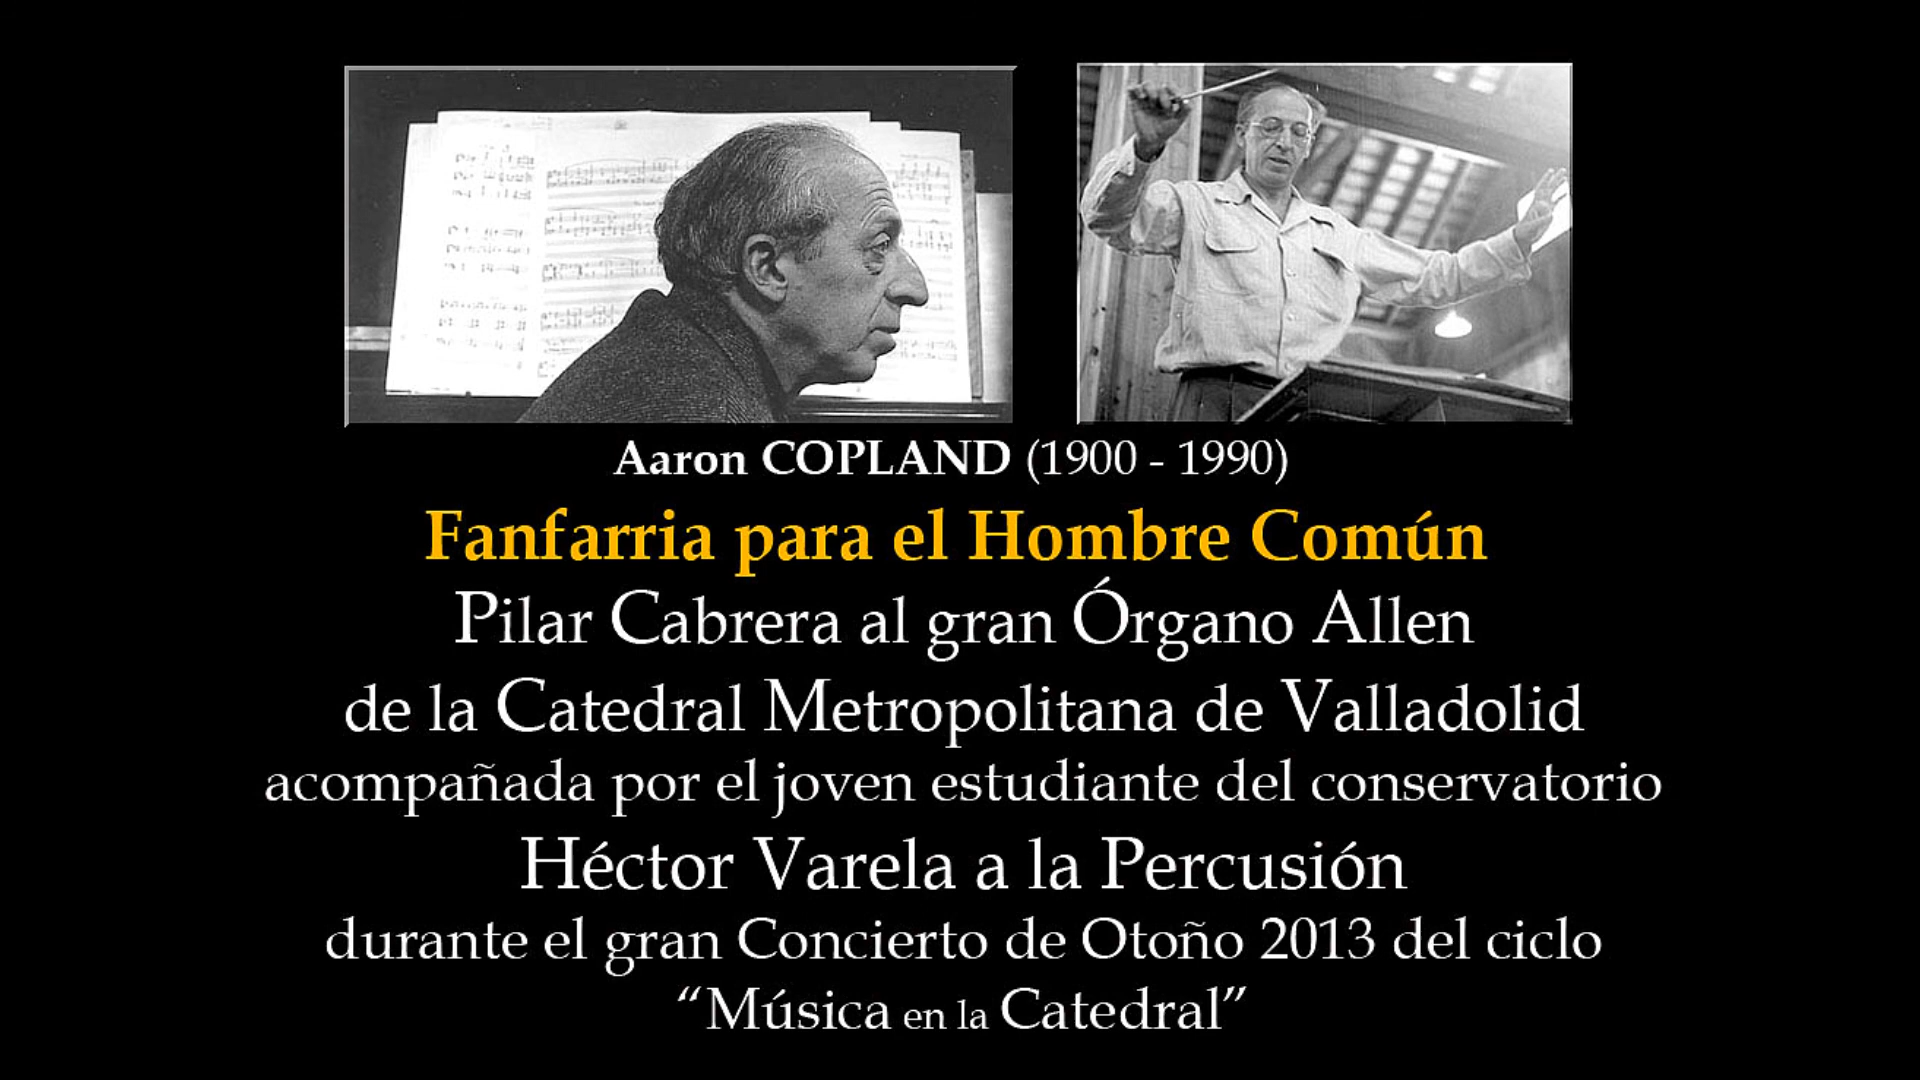 Aaron COPLAND (1900 - 1990)
Fanfarria para el Hombre Común
Pilar Cabrera al gran Órgano Allen
de la Catedral Metropolitana de Valladolid
acompañada por el joven estudiante del conservatorio
Héctor Varela a la Percusión
durante el gran Concierto de Otoño 2013 del ciclo
“Música en la Catedral”